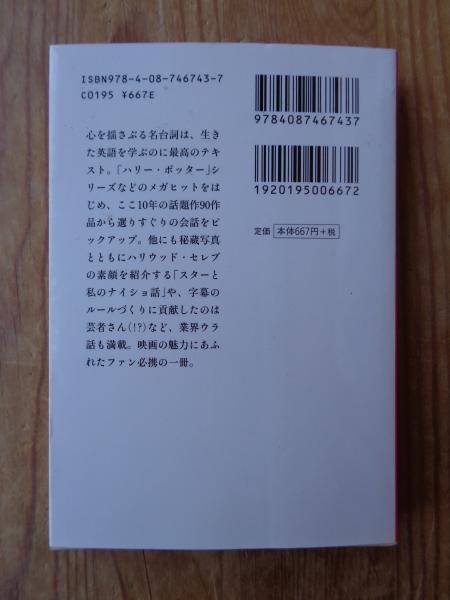 ISBN978-4-08-746743-7
C0195 ¥667E
9784087467437
1920195006672
定価 本体667円+税
心を揺さぶる名台詞は、生き
た英語を学ぶのに最高のテキ
スト。「ハリー・ポッター」シ
リーズなどのメガヒットをは
じめ、ここ10年の話題作90作
品から選りすぐりの会話をピ
ックアップ。他にも秘蔵写真
とともにハリウッド・セレブ
の素顔を紹介する「スターと
私のナイショ話」や、字幕の
ルールづくりに貢献したのは
芸者さん(!?)など、業界ウラ
話も満載。映画の魅力にあふ
れたファン必携の一冊。